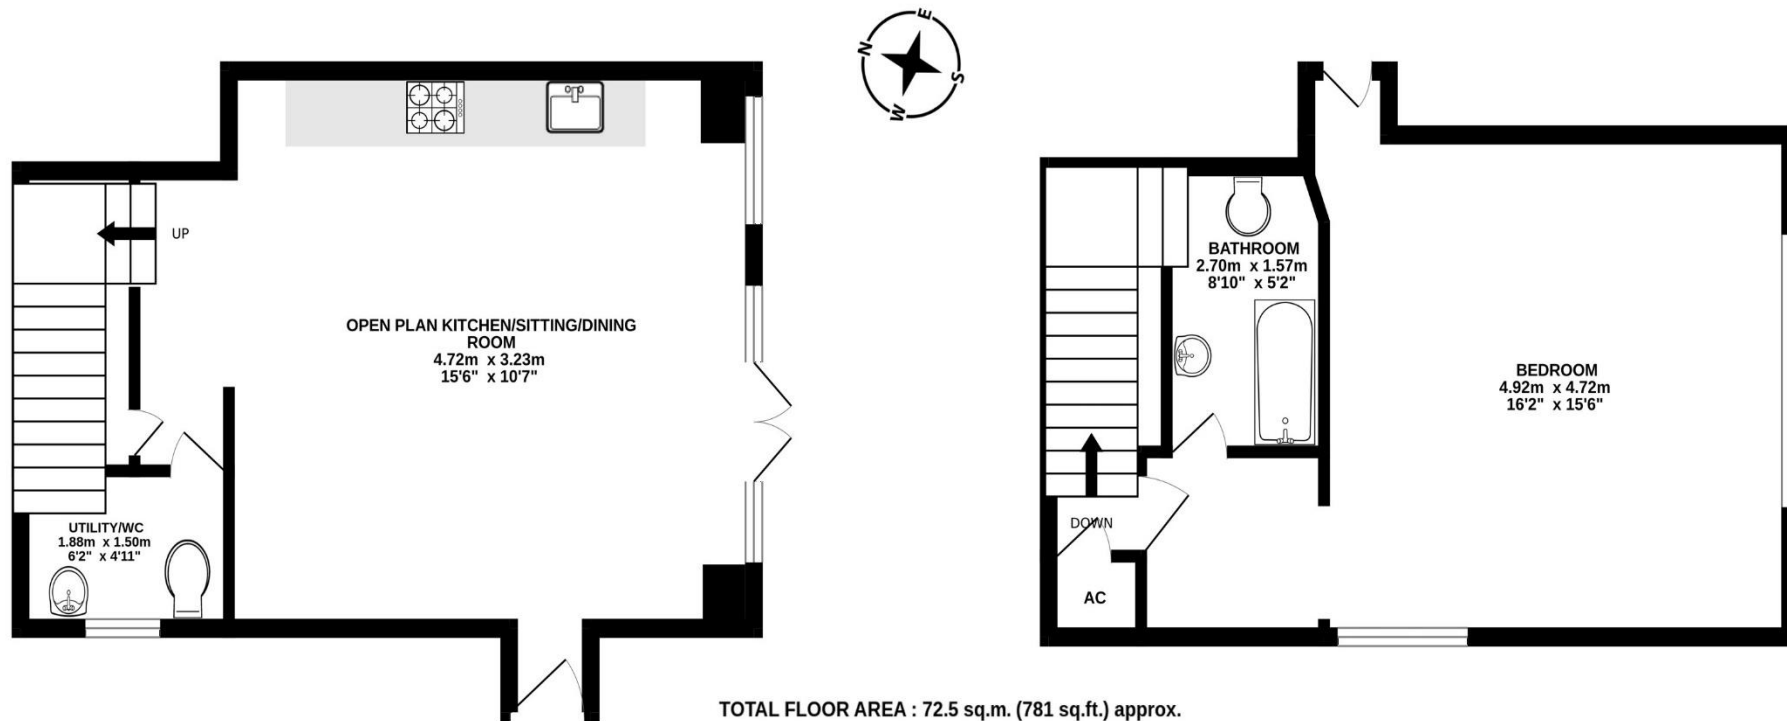 N
E
S
W
UP
OPEN PLAN KITCHEN/SITTING/DINING
ROOM
4.72m x 3.23m
15'6" x 10'7"
UTILITY/WC
1.88m x 1.50m
6'2" x 4'11"
BATHROOM
2.70m x 1.57m
8'10" x 5'2"
BEDROOM
4.92m x 4.72m
16'2" x 15'6"
DOWN
AC
TOTAL FLOOR AREA : 72.5 sq.m. (781 sq.ft.) approx.